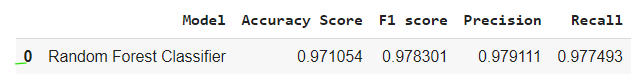 Model Accuracy Score F1 score Precision Recall
0 Random Forest Classifier 0.971054 0.978301 0.979111 0.977493